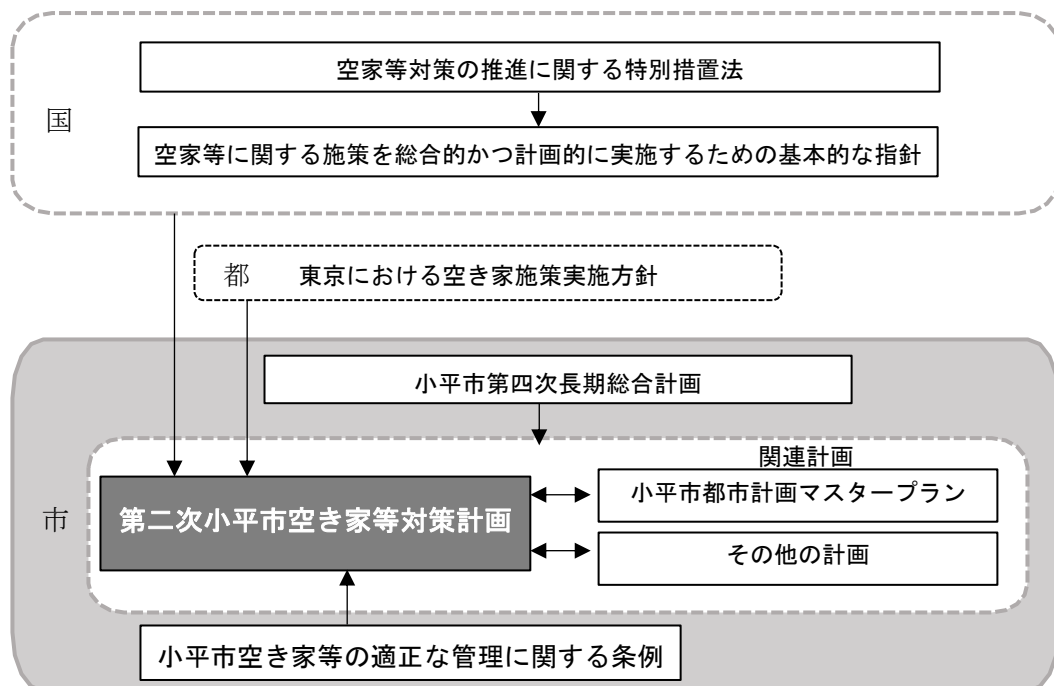 国
空家等対策の推進に関する特別措置法
空家等に関する施策を総合的かつ計画的に実施するための基本的な指針
都 東京における空き家施策実施方針
市
小平市第四次長期総合計画
関連計画
第二次小平市空き家等対策計画
小平市都市計画マスタープラン
その他の計画
小平市空き家等の適正な管理に関する条例